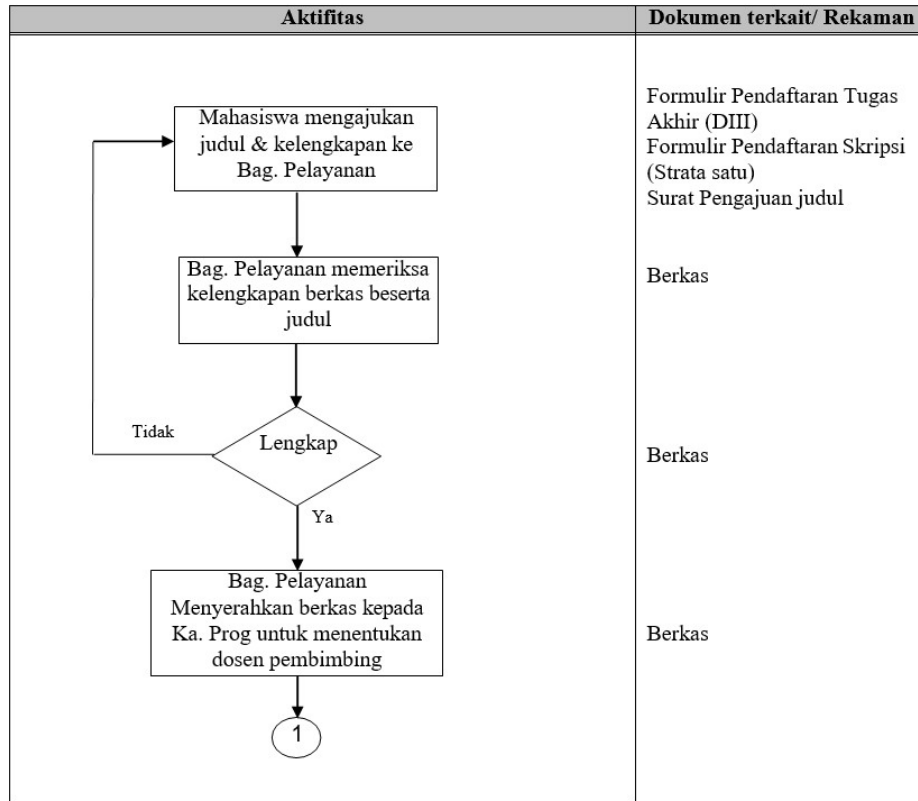 Aktifitas
Dokumen terkait/ Rekaman
Mahasiswa mengajukan
judul & kelengkapan ke
Bag. Pelayanan
Formulir Pendaftaran Tugas
Akhir (DIII)
Formulir Pendaftaran Skripsi
(Strata satu)
Surat Pengajuan judul
Bag. Pelayanan memeriksa
kelengkapan berkas beserta
judul
Berkas
Tidak
Lengkap
Berkas
Ya
Bag. Pelayanan
Menyerahkan berkas kepada
Ka. Prog untuk menentukan
dosen pembimbing
Berkas
1